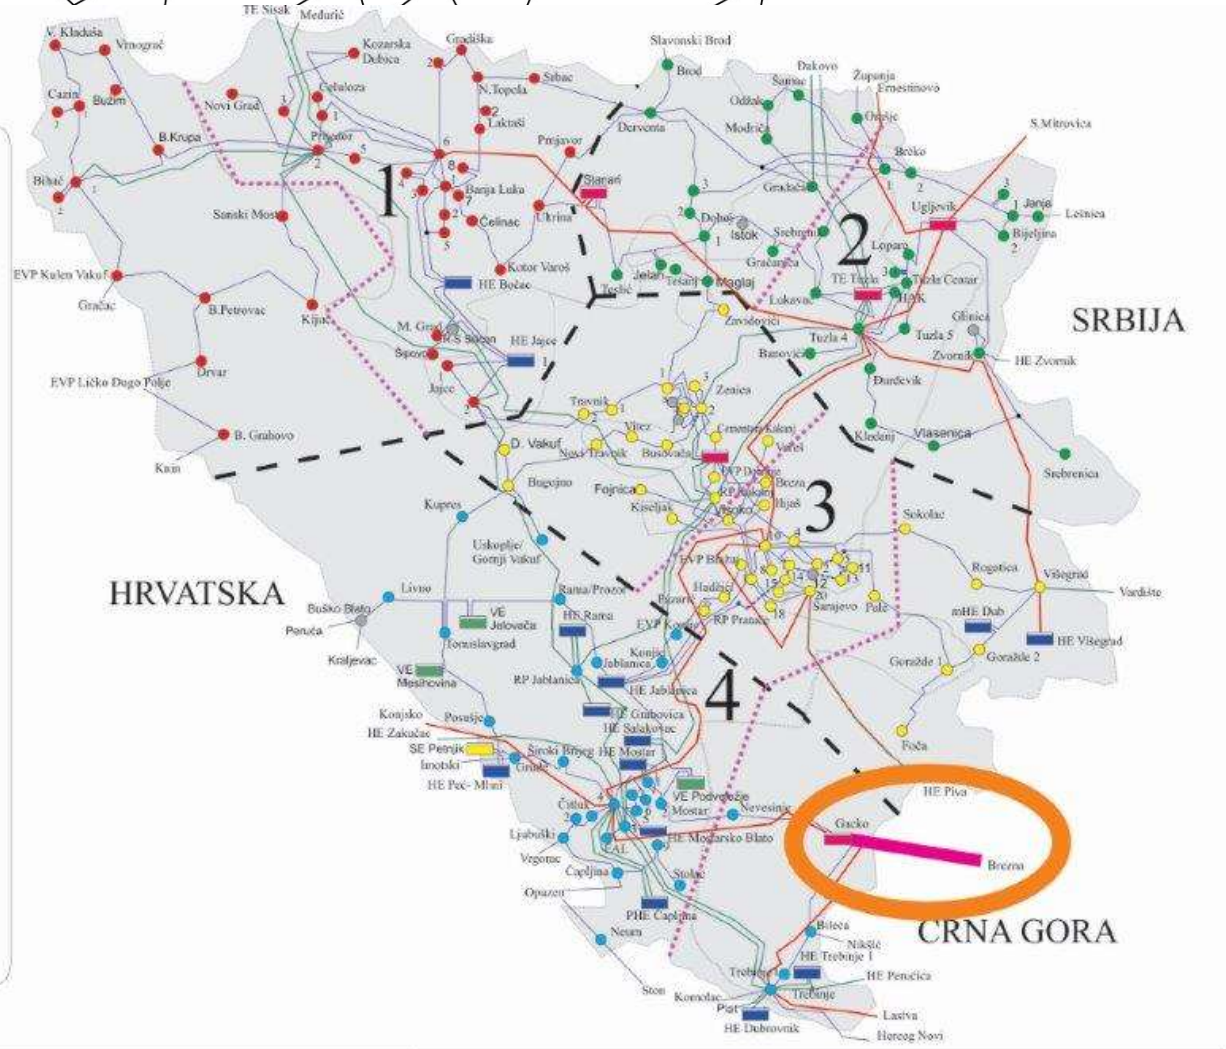 TE Sisak
Međurić
V. Kladuša
Vrnograč
Kozarska
Dubica
Gradiška
Slavonski Brod
Brod
Đakovo
Županja
Ernestinovo
Šamac
Odžak
Orašje
S.Mitrovica
Cazin
Bužim
Novi Grad
Celuloza
N.Topola
Srbac
Laktaši
Derventa
Modriča
Brčko
B.Krupa
Prijedor
Prnjavor
Stanari
Bihać
1
Banja Luka
Gradačac
Ugljevik
Janja
Lešnica
Bijeljina
Sanski Most
Čelinac
Ukrina
Doboj
Istok
Srebrenik
2
Lopare
Gračanica
EVP Kulen Vakuf
Kotor Varoš
Jelah
Tešanj
Maglaj
Teslić
TE Tuzla
Tuzla Centar
HAK
Lukavac
Gračac
B.Petrovac
HE Bočac
Ključ
Zavidovići
Glinica
SRBIJA
M. Grad
HE Jajce
Tuzla 4
Tuzla 5
Šipovo
Banovići
Zvornik
HE Zvornik
Drvar
Jajce
Đurđevik
EVP Ličko Dugo Polje
Zenica
Travnik
B. Grahovo
Vitez
Kladanj
Vlasenica
Knin
D. Vakuf
Novi Travnik
Busovača
Cementara Kakanj
Vareš
Srebrenica
Bugojno
Fojnica
Breza
Ilijaš
3
Kiseljak
Visoko
Kupres
Sokolac
Uskoplje/
Gornji Vakuf
HRVATSKA
Livno
Rama/Prozor
Hadžići
Pazarić
RP Pratače
Sarajevo
Pale
Rogatica
Višegrad
Vardište
Buško Blato
Peruća
VE
Jelovača
HE Rama
EVP Konjic
mHE Dub
HE Višegrad
Kraljevac
Tomislavgrad
Konjic
Jablanica
Goražde 1
Goražde 2
VE
Mesihovina
RP Jablanica
HE Jablanica
4
HE Grabovica
Konjsko
Posušje
HE Salakovac
HE Zakučac
Foča
SE Petnjik
Široki Brijeg
HE Mostar
Imotski
Grude
HE Peć- Mlini
VE Podveležje
HE Piva
Čitluk
Mostar
Nevesinje
Gacko
Ljubuški
HE Mostarsko Blato
Vrgorac
Brezna
Čapljina
Stolac
Opuzen
PHE Čapljina
Bileća
CRNA GORA
Neum
Nikšić
HE Trebinje 1
Trebinje
HE Perućica
Ston
Komolac
Trebinje
Plat
Lastva
HE Dubrovnik
Herceg Novi